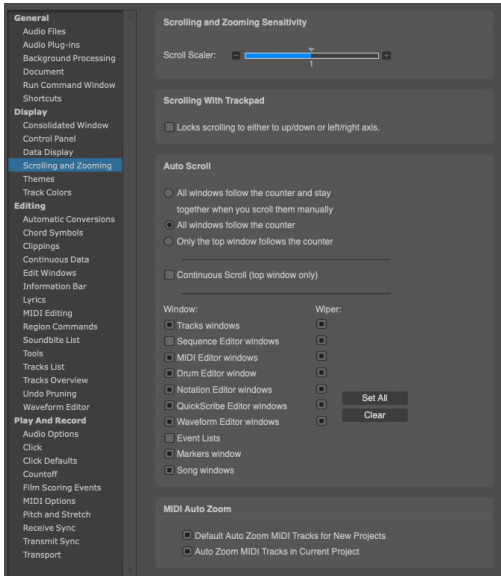 General
Audio Files
Audio Plug-ins
Background Processing
Document
Run Command Window
Shortcuts
Display
Consolidated Window
Control Panel
Data Display
Scrolling and Zooming
Themes
Track Colors
Editing
Automatic Conversions
Chord Symbols
Clippings
Continuous Data
Edit Windows
Information Bar
Lyrics
MIDI Editing
Region Commands
Soundbite List
Tools
Tracks List
Tracks Overview
Undo Pruning
Waveform Editor
Play And Record
Audio Options
Click
Click Defaults
Countoff
Film Scoring Events
MIDI Options
Pitch and Stretch
Receive Sync
Transmit Sync
Transport
Scrolling and Zooming Sensitivity
Scroll Scaler:
1
Scrolling With Trackpad
Locks scrolling to either to up/down or left/right axis.
Auto Scroll
All windows follow the counter and stay
together when you scroll them manually
All windows follow the counter
Only the top window follows the counter
Continuous Scroll (top window only)
Window: Wiper:
Tracks windows
Sequence Editor windows
MIDI Editor windows
Drum Editor window
Notation Editor windows
QuickScribe Editor windows
Waveform Editor windows
Event Lists
Markers window
Song windows
Set All
Clear
MIDI Auto Zoom
Default Auto Zoom MIDI Tracks for New Projects
Auto Zoom MIDI Tracks in Current Project